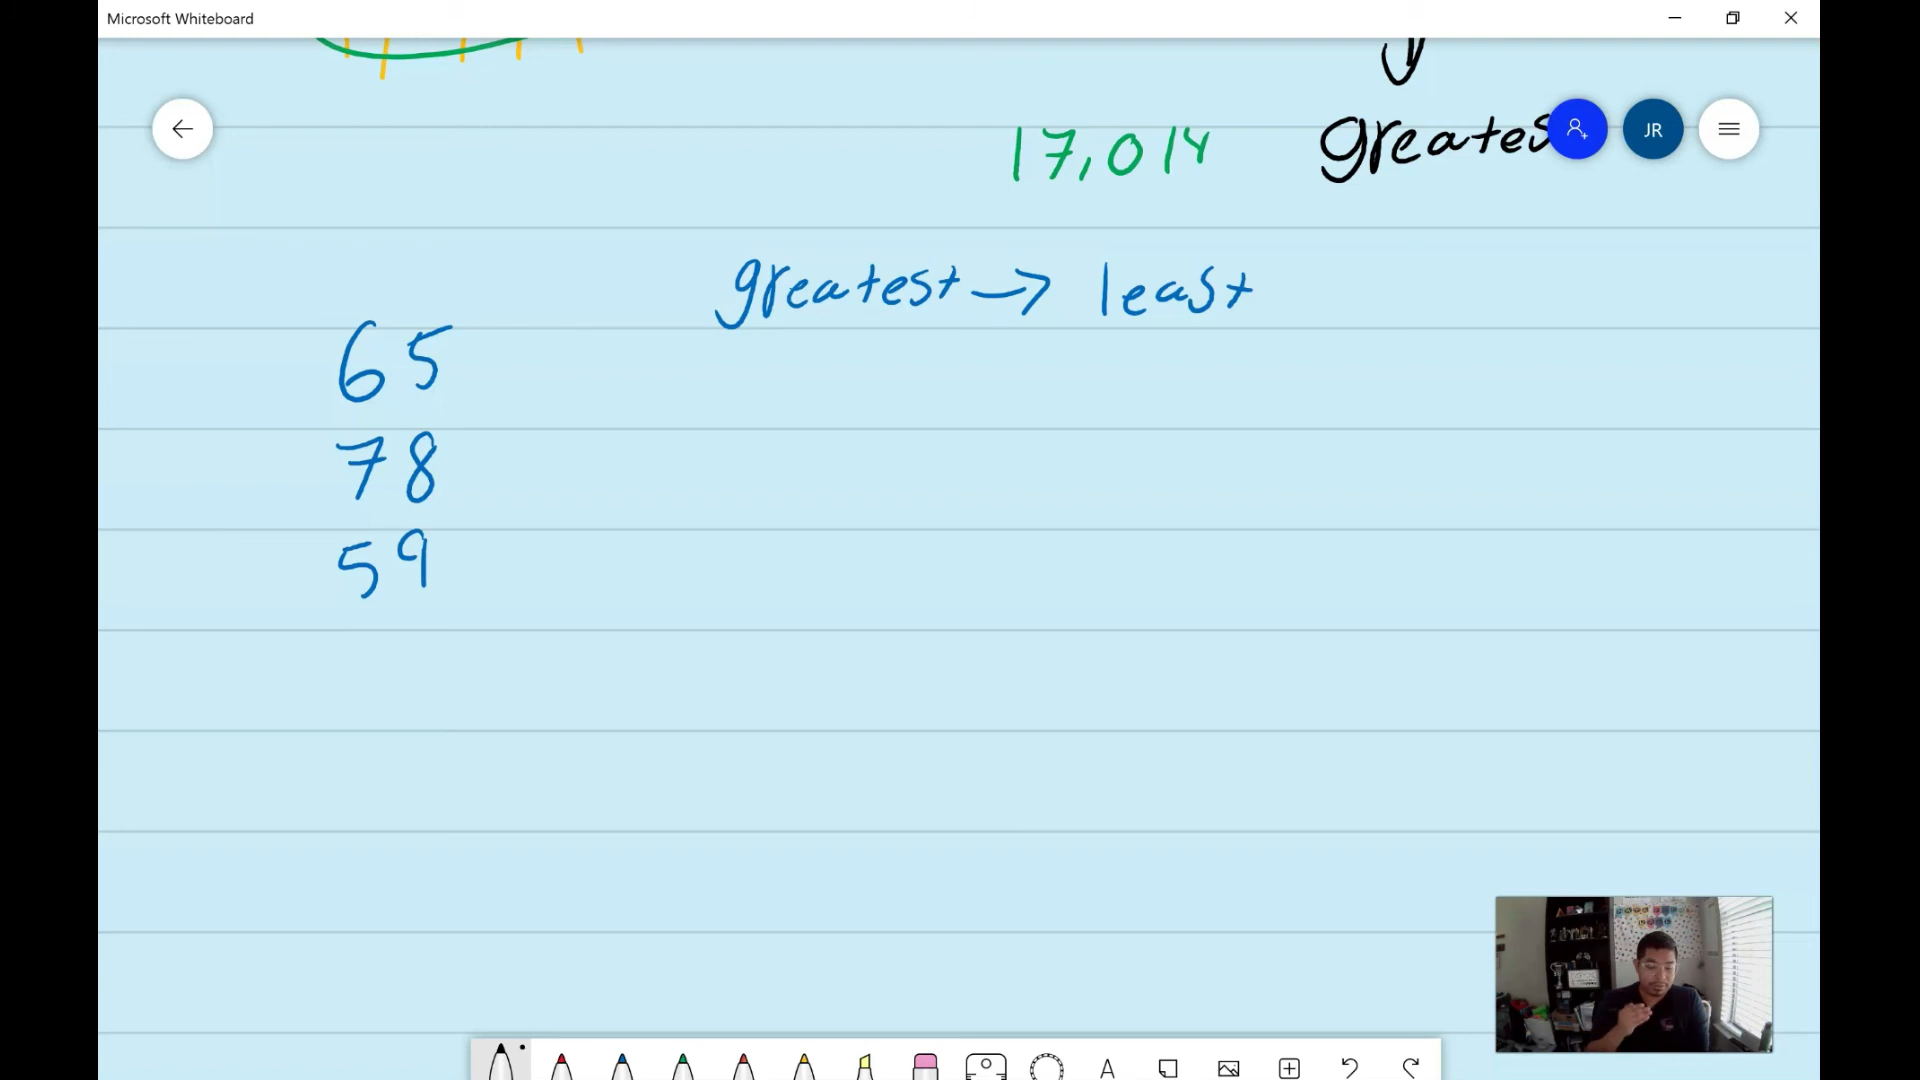 Microsoft Whiteboard
17,014 greates
JR
greatest → least
65
78
59
A